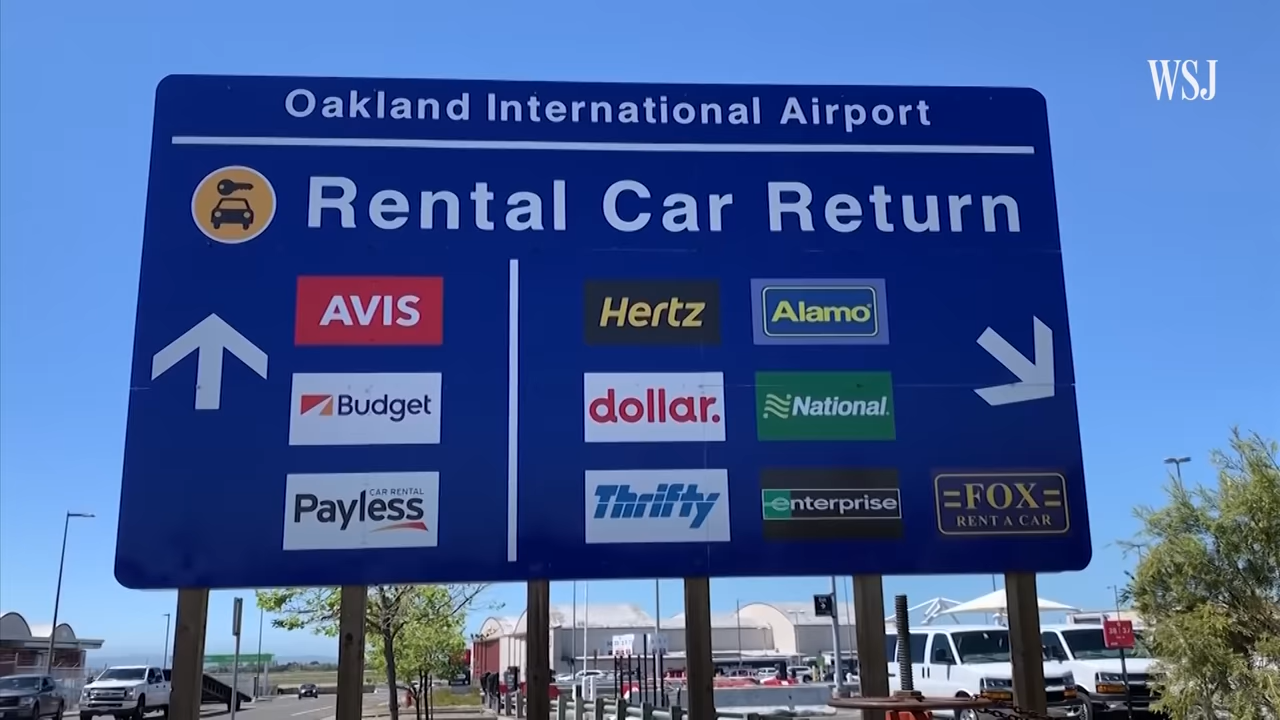 WSJ
Oakland International Airport
Rental Car Return
AVIS
Budget
CAR RENTAL
Payless
Hertz
Alamo
dollar.
National
Thrifty
enterprise
FOX
RENT A CAR